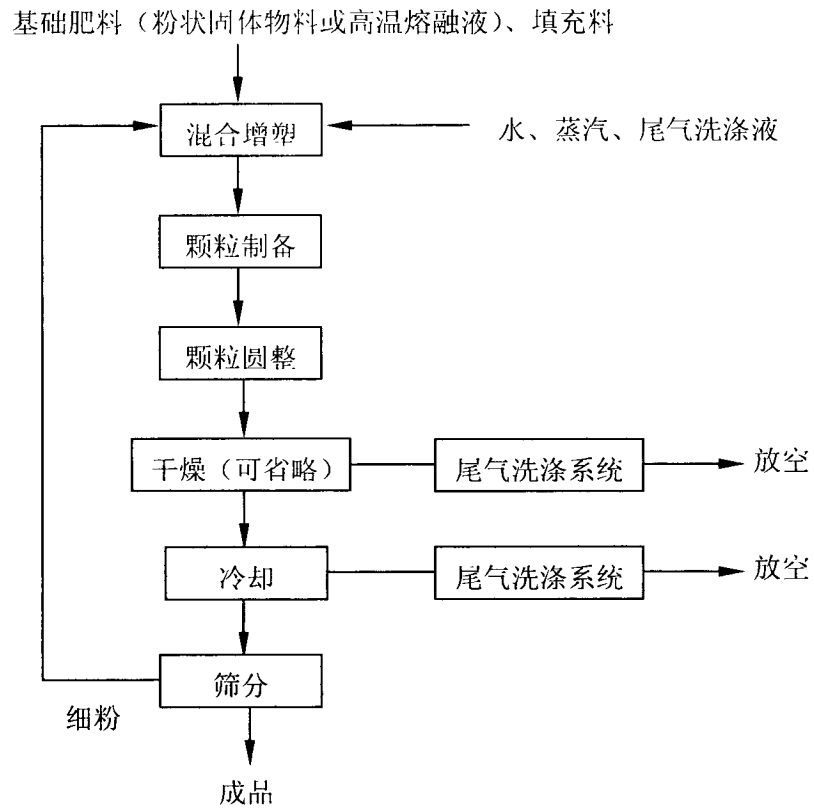 基础肥料（粉状固体物料或高温熔融液）、填充料
混合增塑
水、蒸汽、尾气洗涤液
颗粒制备
颗粒圆整
干燥（可省略）
尾气洗涤系统
放空
冷却
尾气洗涤系统
放空
筛分
细粉
成品